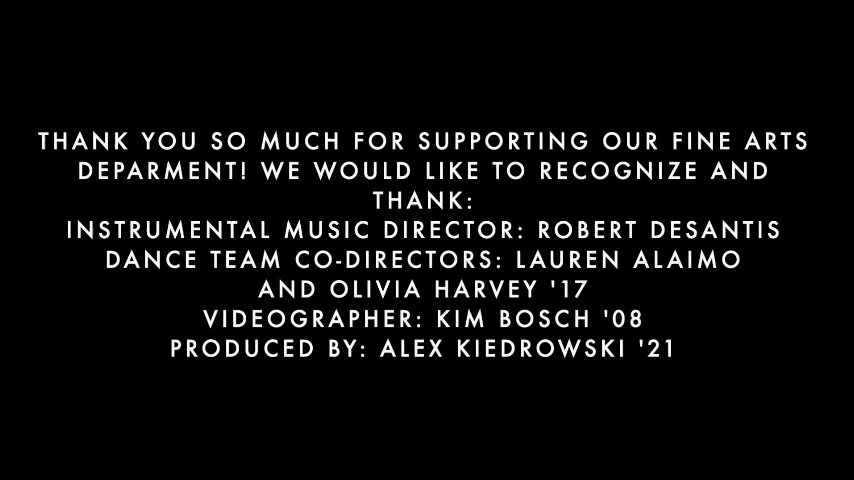 THANK YOU SO MUCH FOR SUPPORTING OUR FINE ARTS
DEPARMENT! WE WOULD LIKE TO RECOGNIZE AND
THANK:
INSTRUMENTAL MUSIC DIRECTOR: ROBERT DESANTIS
DANCE TEAM CO-DIRECTORS: LAUREN ALAIMO
AND OLIVIA HARVEY '17
VIDEOGRAPHER: KIM BOSCH '08
PRODUCED BY: ALEX KIEDROWSKI '21